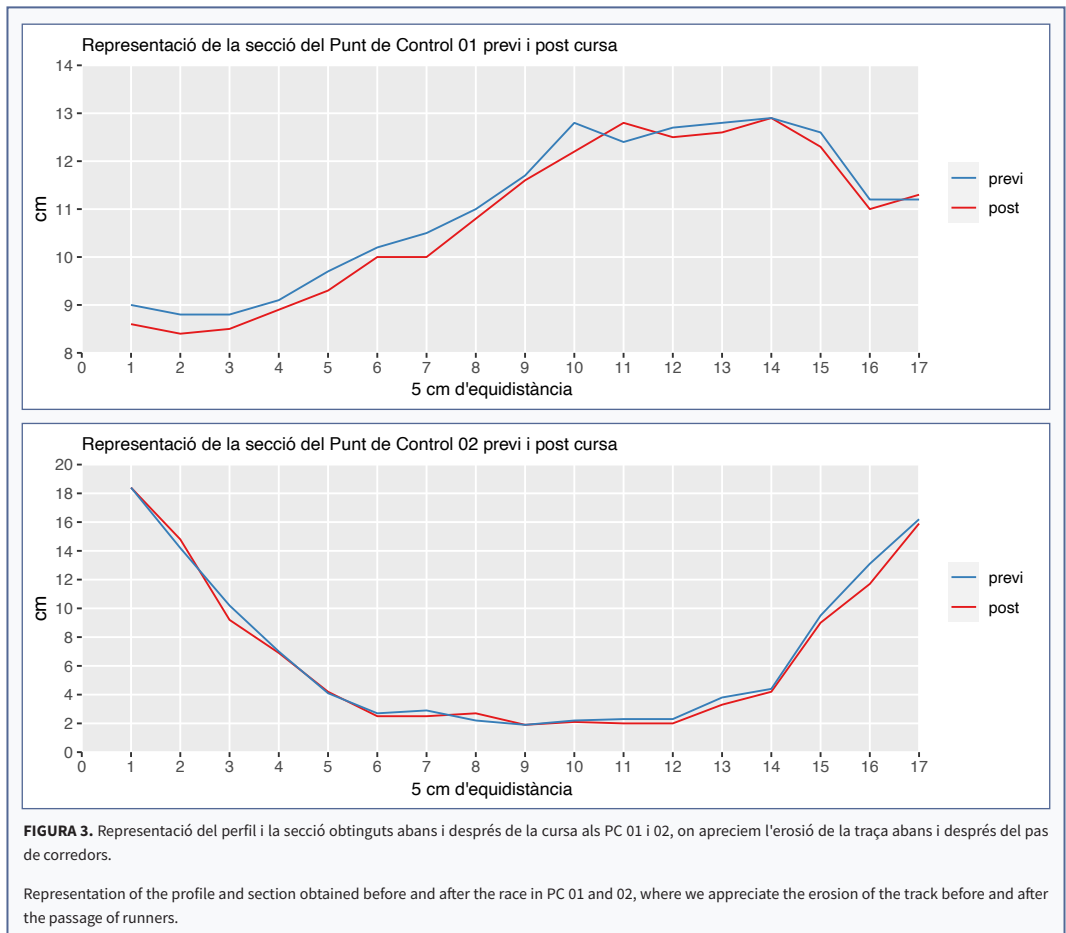 Representació de la secció del Punt de Control 01 previ i post cursa
14
13
12
11
10
9
8
cm
0 1 2 3 4 5 6 7 8 9 10 11 12 13 14 15 16 17
5 cm d'equidistància
previ
post
Representació de la secció del Punt de Control 02 previ i post cursa
20
18
16
14
12
10
8
6
4
2
0
cm
0 1 2 3 4 5 6 7 8 9 10 11 12 13 14 15 16 17
5 cm d'equidistància
previ
post
FIGURA 3. Representació del perfil i la secció obtinguts abans i després de la cursa als PC 01 i 02, on apreciem l'erosió de la traça abans i després del pas
de corredors.
Representation of the profile and section obtained before and after the race in PC 01 and 02, where we appreciate the erosion of the track before and after
the passage of runners.